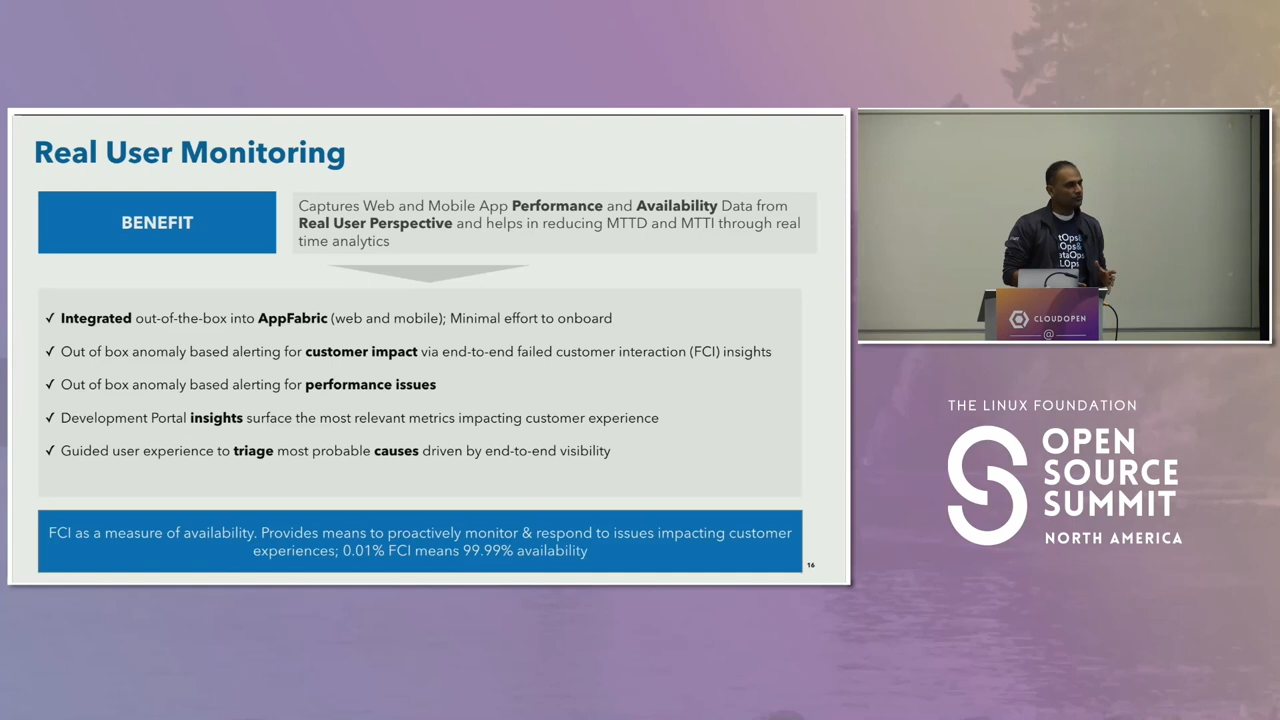 Real User Monitoring
BENEFIT
Captures Web and Mobile App Performance and Availability Data from
Real User Perspective and helps in reducing MTTD and MTTI through real
time analytics
✓ Integrated out-of-the-box into AppFabric (web and mobile); Minimal effort to onboard
✓ Out of box anomaly based alerting for customer impact via end-to-end failed customer interaction (FCI) insights
✓ Out of box anomaly based alerting for performance issues
✓ Development Portal insights surface the most relevant metrics impacting customer experience
✓ Guided user experience to triage most probable causes driven by end-to-end visibility
FCI as a measure of availability. Provides means to proactively monitor & respond to issues impacting customer
experiences; 0.01% FCI means 99.99% availability
16
CLOUDOPEN
@
THE LINUX FOUNDATION
OPEN
SOURCE
SUMMIT
NORTH AMERICA